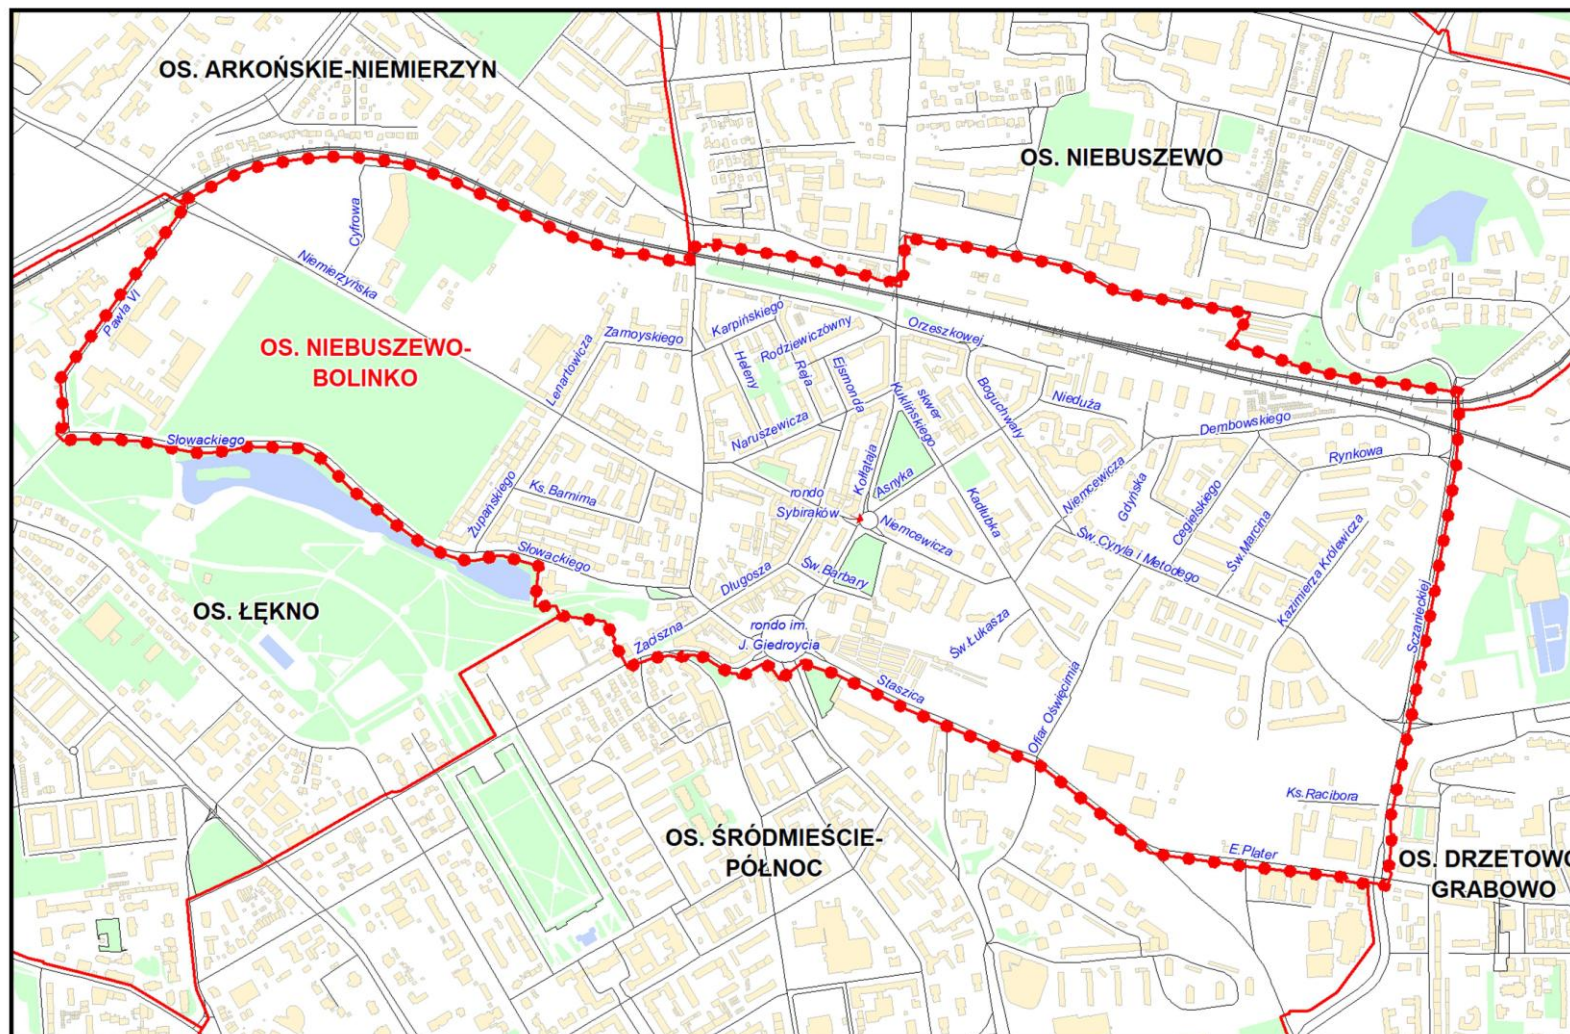 OS. ARKOŃSKIE-NIEMIERZYN
OS. NIEBUSZEWO
Cyfrowa
Niemierzyńska
Pawła VI
OS. NIEBUSZEWO-
BOLINKO
Zamoyskiego
Lenartowicza
Karpińskiego
Rodziewiczówny
Heleny
Reja
Ejsmonda
Orzeszkowej
Naruszewicza
skwer
Kuklińskiego
Boguchwały
Nieduża
Dembowskiego
Rynkowa
Słowackiego
Kołłątaja
Asnyka
Niemcewicza
Gdyńska
Cegielskiego
Żupańskiego
Ks.Barnima
rondo
Sybiraków
Niemcewicza
Kadłubka
Św.Marcina
Kazimierza Królewicza
Św.Cyryla i Metodego
Słowackiego
Długosza
Św.Barbary
OS. ŁĘKNO
Zaciszna
rondo im.
J. Giedroycia
Św.Łukasza
Sczanieckiej
Staszica
Ofiar Oświęcimia
Ks.Racibora
OS. ŚRÓDMIEŚCIE-
PÓŁNOC
E.Plater
OS. DRZETOWO
GRABOWO